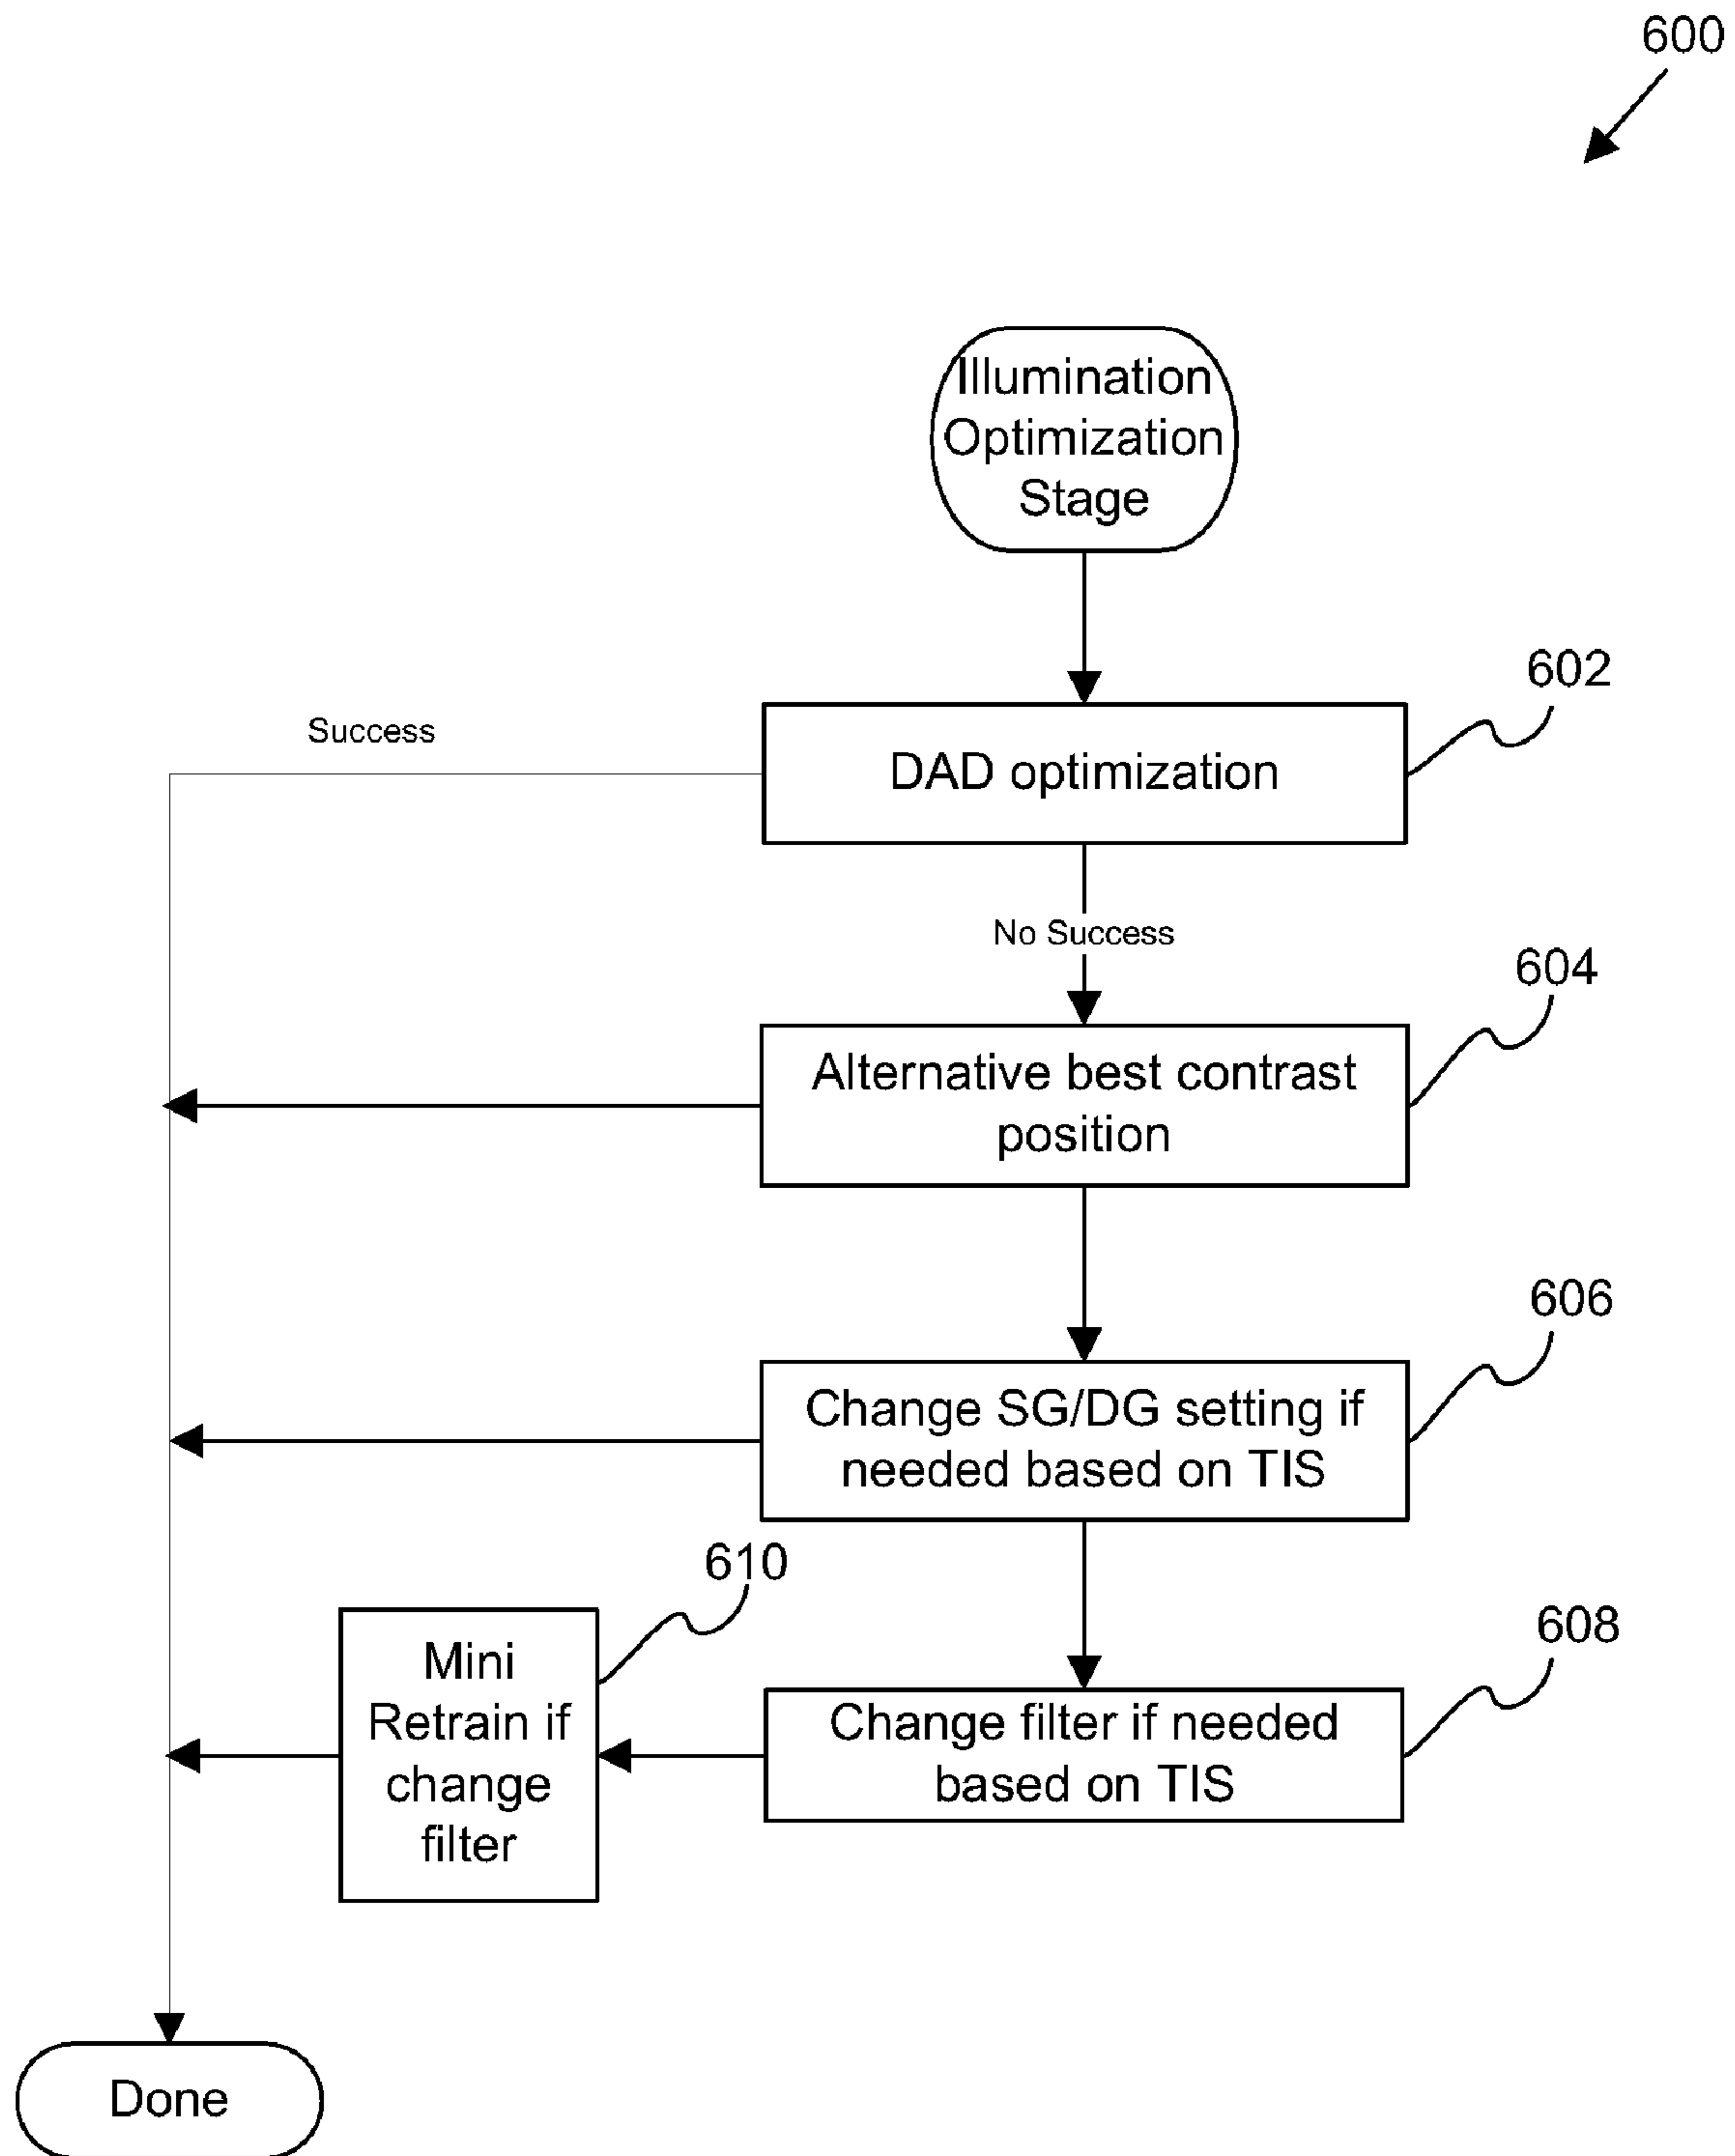 600
Illumination
Optimization
Stage
602
Success
DAD optimization
No Success
604
Alternative best contrast
position
606
Change SG/DG setting if
needed based on TIS
610
608
Mini
Retrain if
change
filter
Change filter if needed
based on TIS
Done